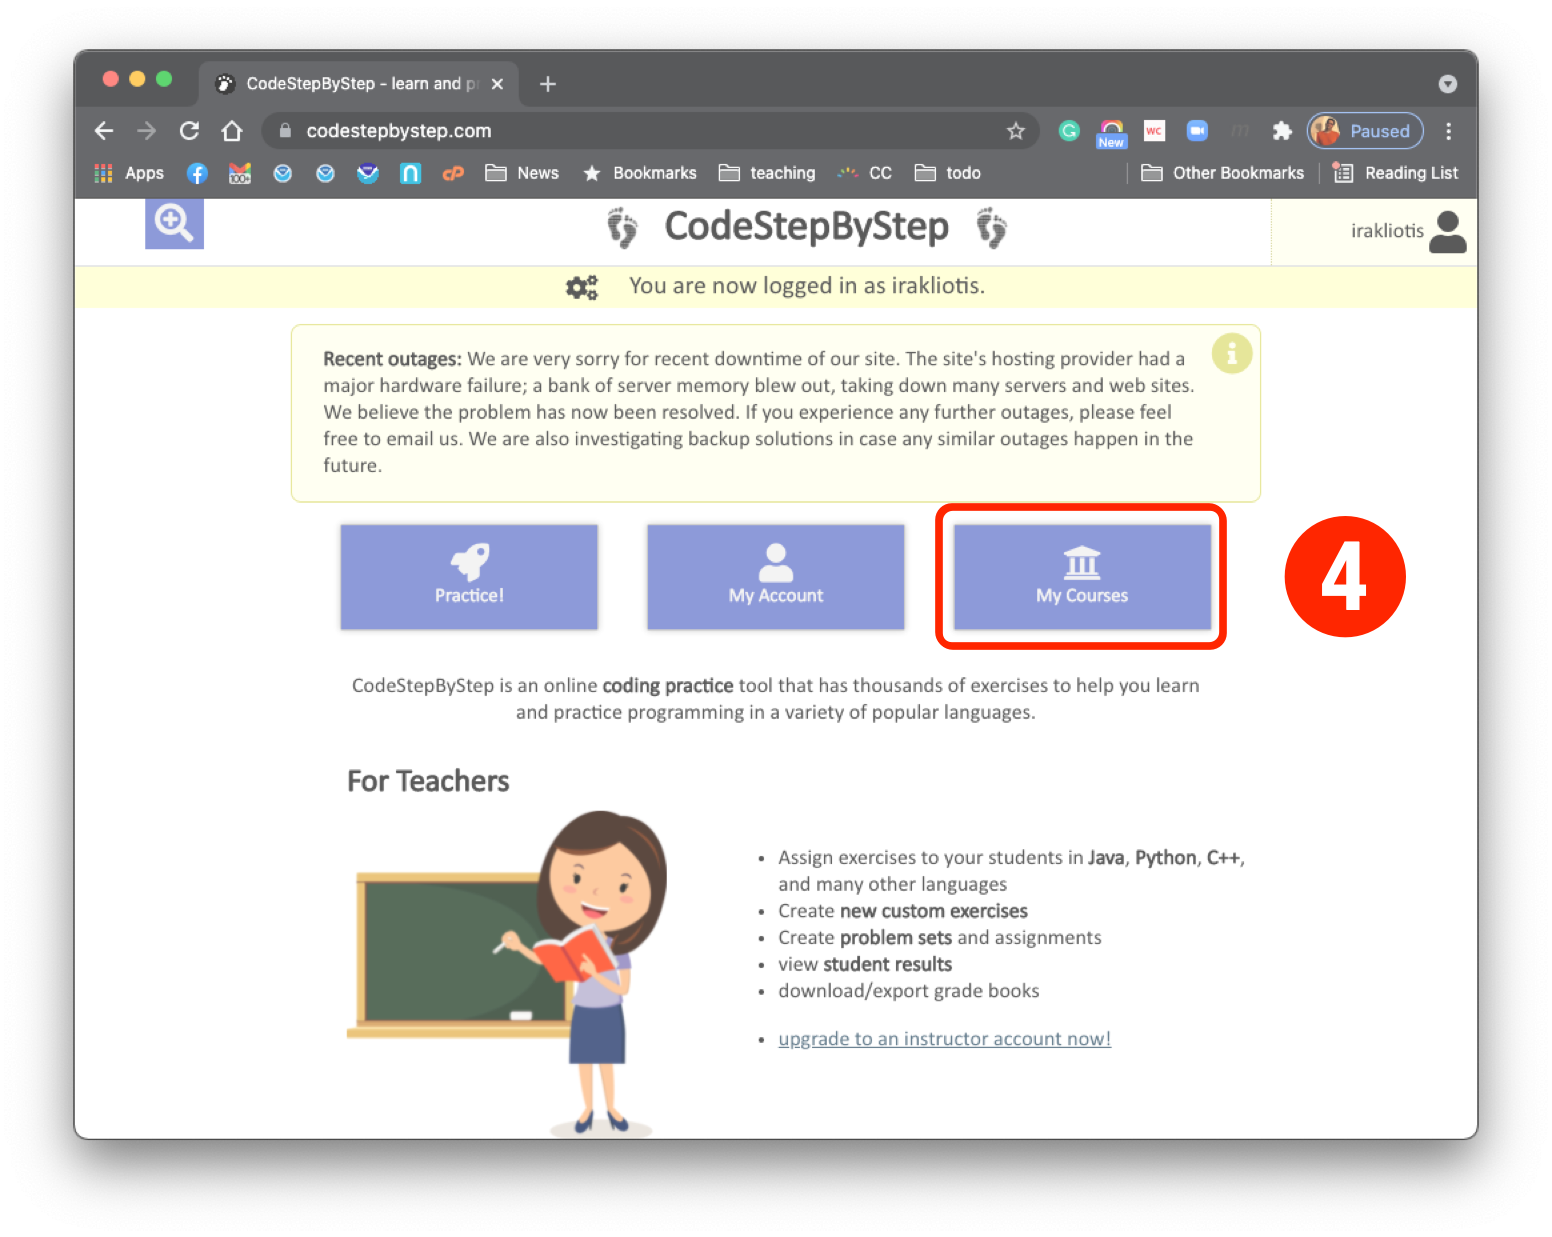 CodeStepByStep - learn and p
codestepbystep.com
WC
New
Paused
Apps
100+
n
cP
News
Bookmarks
teaching
CC
todo
Other Bookmarks
Reading List
CodeStepByStep
irakliotis
You are now logged in as irakliotis.
Recent outages: We are very sorry for recent downtime of our site. The site's hosting provider had a
major hardware failure; a bank of server memory blew out, taking down many servers and web sites.
We believe the problem has now been resolved. If you experience any further outages, please feel
free to email us. We are also investigating backup solutions in case any similar outages happen in the
future.
Practice!
My Account
My Courses
4
CodeStepByStep is an online coding practice tool that has thousands of exercises to help you learn
and practice programming in a variety of popular languages.
For Teachers
• Assign exercises to your students in Java, Python, C++,
and many other languages
• Create new custom exercises
• Create problem sets and assignments
• view student results
• download/export grade books
• upgrade to an instructor account now!